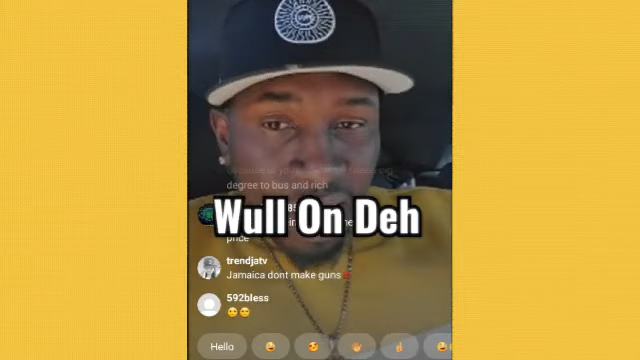 degree to bus and rich
Wull On Deh
price
trendjatv
Jamaica dont make guns
592bless
Hello